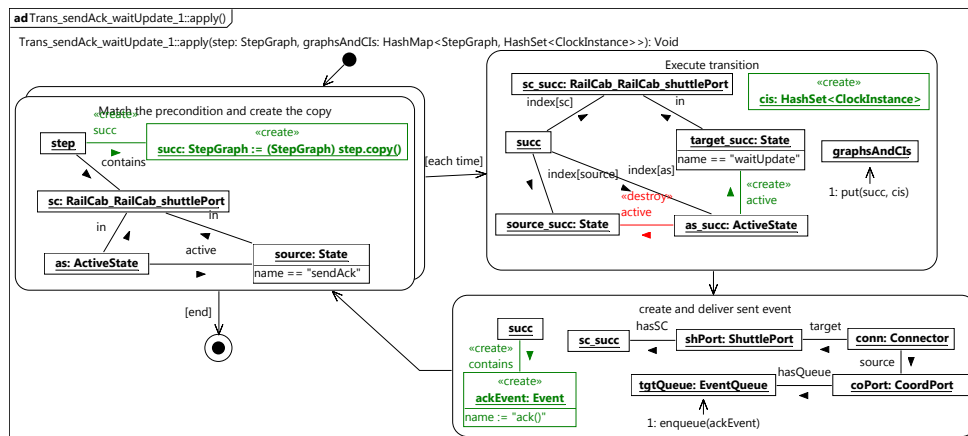 ad Trans_sendAck_waitUpdate_1::apply()
Trans_sendAck_waitUpdate_1::apply(step: StepGraph, graphsAndCIs: HashMap<StepGraph, HashSet<ClockInstance>>): Void
Match the precondition and create the copy
«create»
succ
step
«create»
succ: StepGraph := (StepGraph) step.copy()
contains
sc: RailCab_RailCab_shuttlePort
in
in
active
as: ActiveState
source: State
name == "sendAck"
[each time]
[end]
Execute transition
sc_succ: RailCab_RailCab_shuttlePort
«create»
cis: HashSet<ClockInstance>
index[sc]
in
succ
target_succ: State
name == "waitUpdate"
graphsAndCIs
index[source]
index[as]
1: put(succ, cis)
«destroy»
active
«create»
active
source_succ: State
as_succ: ActiveState
create and deliver sent event
succ
hasSC
target
sc_succ
shPort: ShuttlePort
conn: Connector
«create»
contains
source
hasQueue
«create»
ackEvent: Event
name := "ack()"
tgtQueue: EventQueue
coPort: CoordPort
1: enqueue(ackEvent)